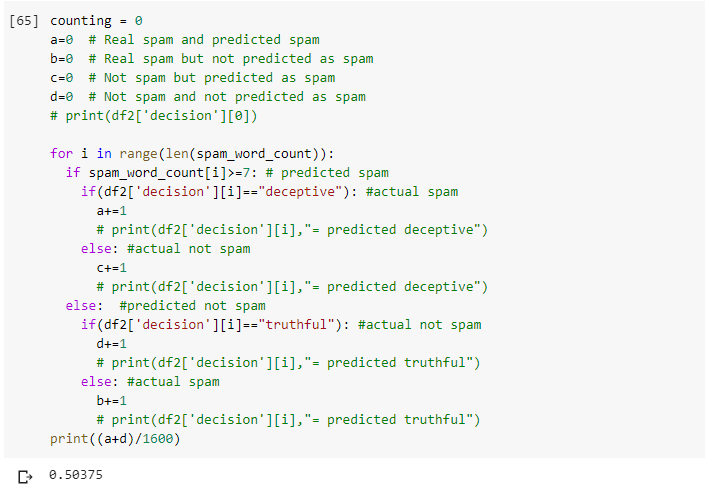 [65] counting = 0
a=0  # Real spam and predicted spam
b=0  # Real spam but not predicted as spam
c=0  # Not spam but predicted as spam
d=0  # Not spam and not predicted as spam
# print(df2['decision'][0])

for i in range(len(spam_word_count)):
  if spam_word_count[i]>=7: # predicted spam
    if(df2['decision'][i]=="deceptive"): #actual spam
      a+=1
      # print(df2['decision'][i],"= predicted deceptive")
    else: #actual not spam
      c+=1
      # print(df2['decision'][i],"= predicted deceptive")
  else:  #predicted not spam
    if(df2['decision'][i]=="truthful"): #actual not spam
      d+=1
      # print(df2['decision'][i],"= predicted truthful")
    else: #actual spam
      b+=1
      # print(df2['decision'][i],"= predicted truthful")
print((a+d)/1600)
0.50375